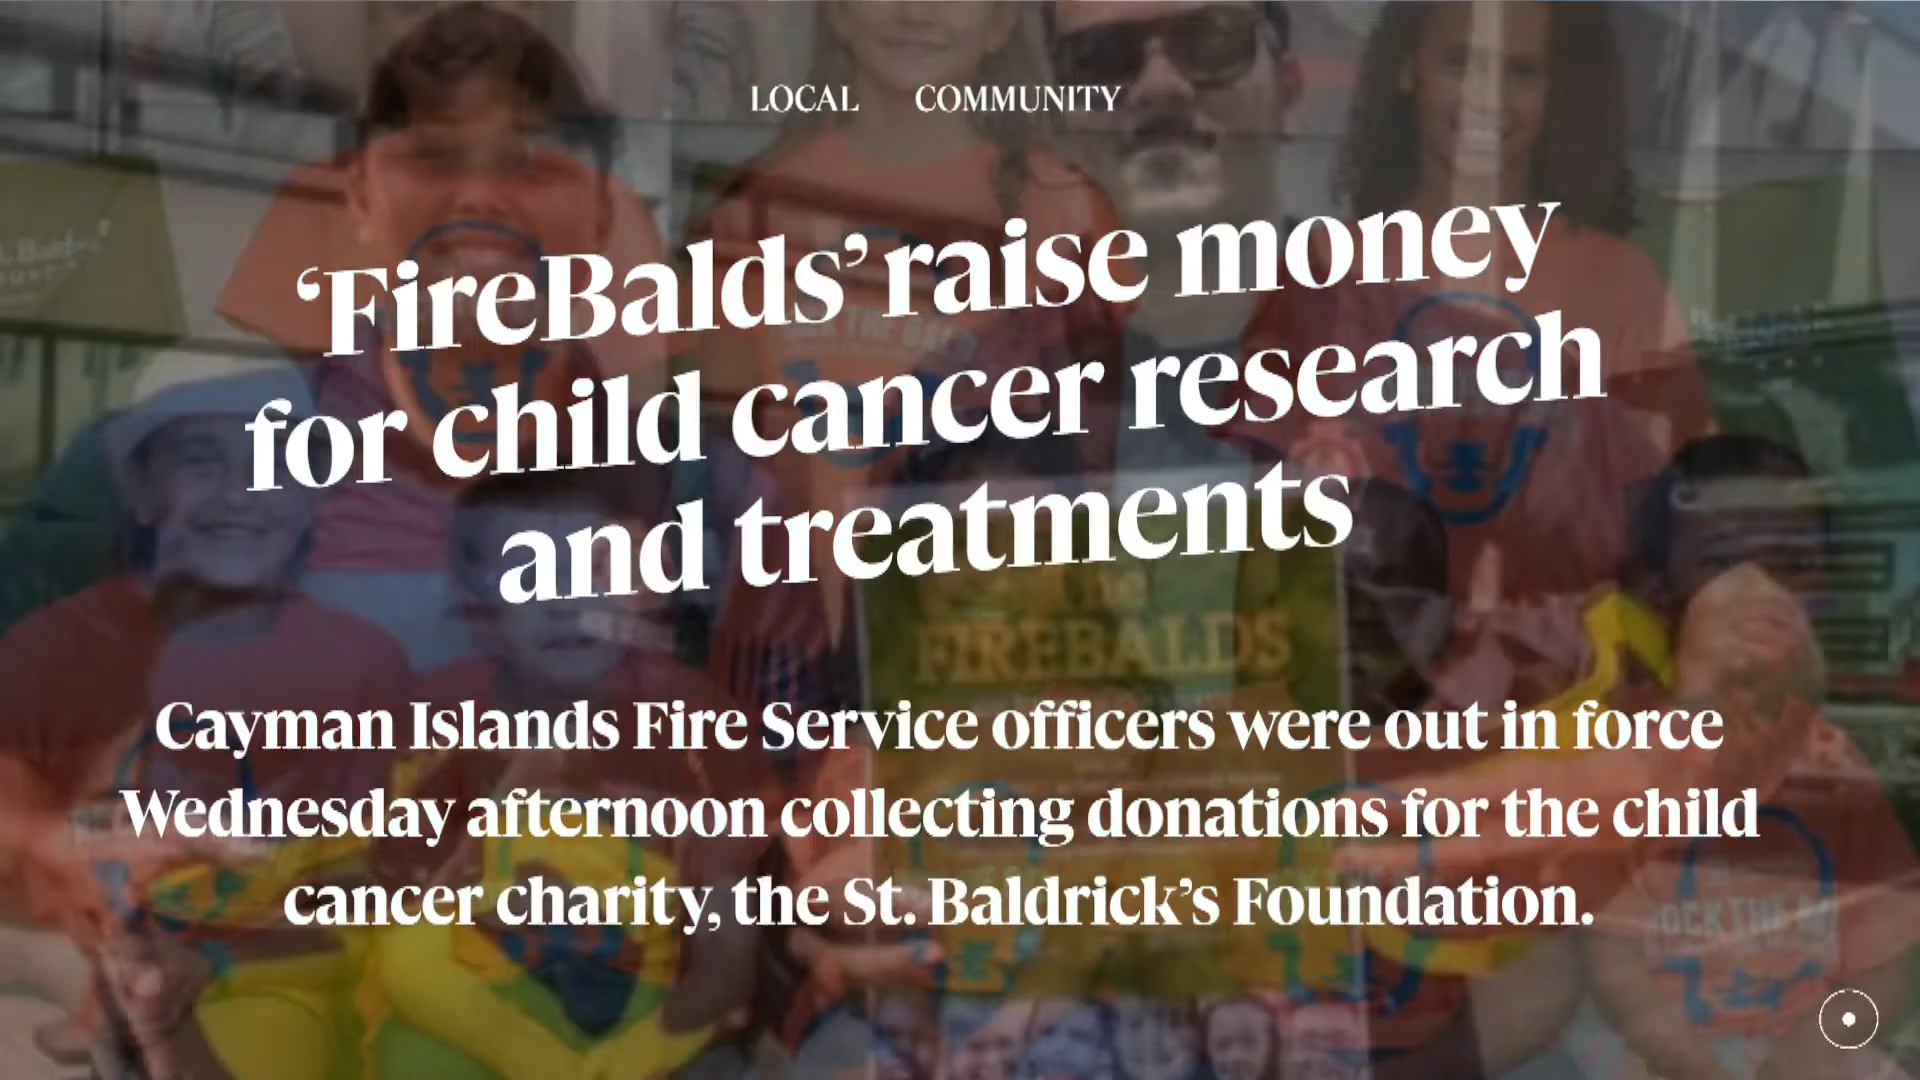 LOCAL COMMUNITY
‘FireBalds’ raise money
for child cancer research
and treatments
FIREBALDS
Cayman Islands Fire Service officers were out in force
Wednesday afternoon collecting donations for the child
cancer charity, the St. Baldrick’s Foundation.